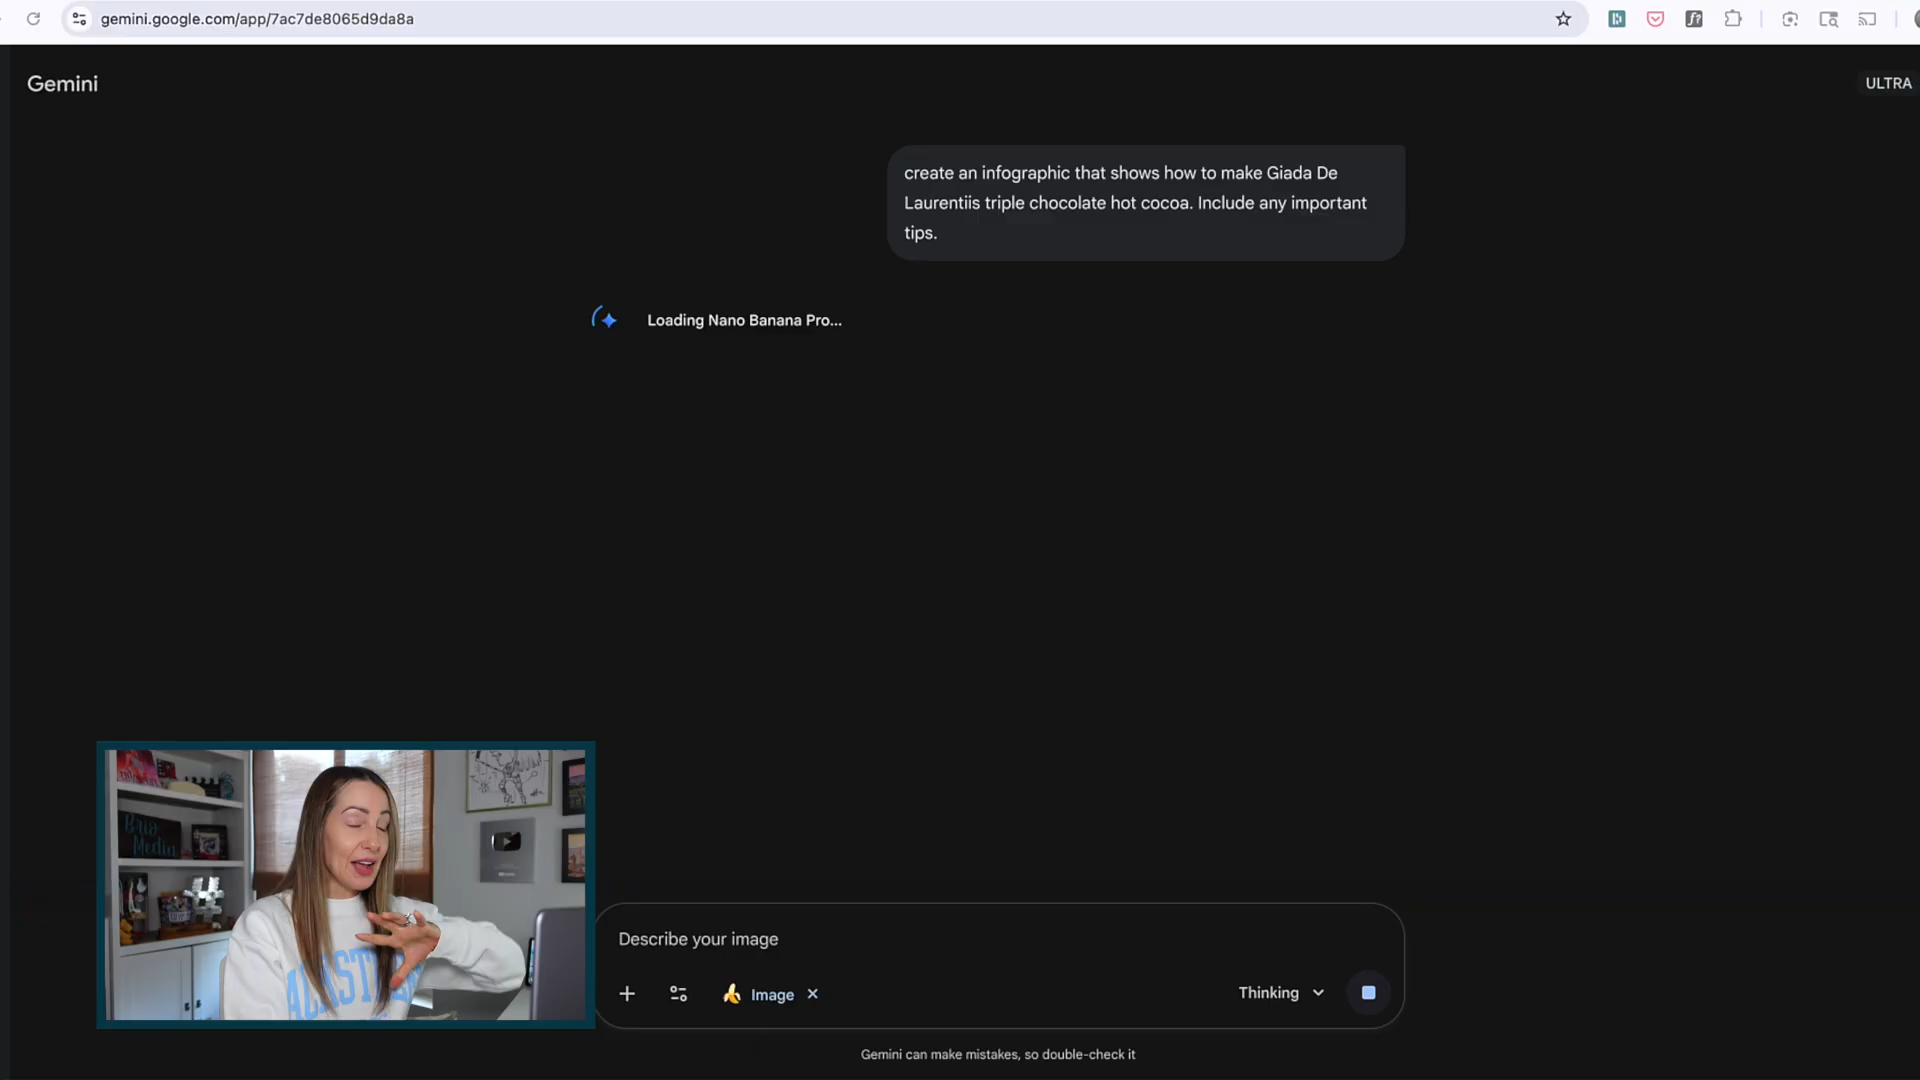 gemini.google.com/app/7ac7de8065d9da8a
Gemini
ULTRA
create an infographic that shows how to make Giada De
Laurentiis triple chocolate hot cocoa. Include any important
tips.
Loading Nano Banana Pro...
Brio
Media
Describe your image
Image
Thinking
Gemini can make mistakes, so double-check it